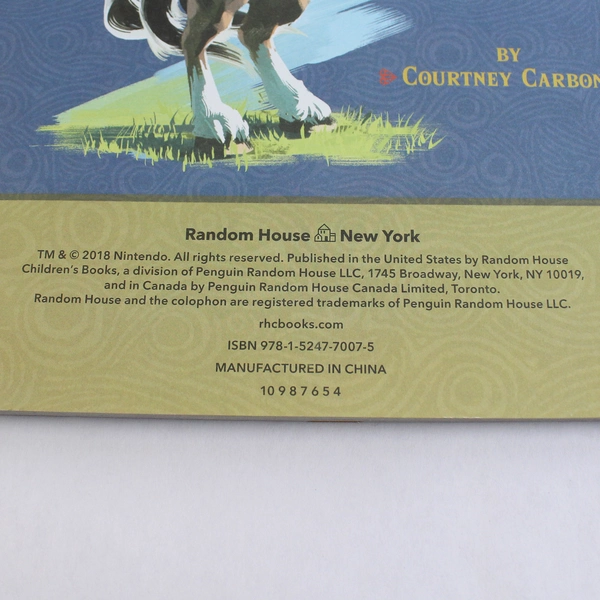 BY
COURTNEY CARBON
Random House New York
TM & © 2018 Nintendo. All rights reserved. Published in the United States by Random House
Children's Books, a division of Penguin Random House LLC, 1745 Broadway, New York, NY 10019,
and in Canada by Penguin Random House Canada Limited, Toronto.
Random House and the colophon are registered trademarks of Penguin Random House LLC.
rhcbooks.com
ISBN 978-1-5247-7007-5
MANUFACTURED IN CHINA
10 9 8 7 6 5 4